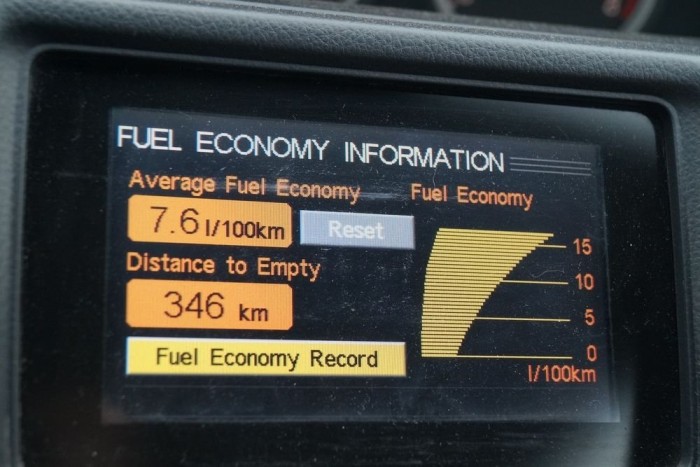 FUEL ECONOMY INFORMATION
Average Fuel Economy
7.6 l/100km
Reset
Distance to Empty
346 km
Fuel Economy Record
Fuel Economy
15
10
5
0
l/100km